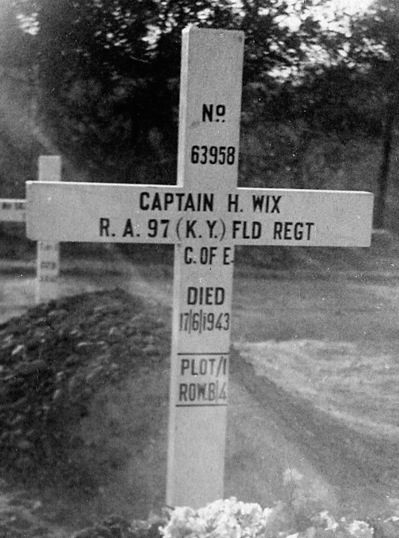 Nº
63958
CAPTAIN H. WIX
R. A. 97 (K.Y.) FLD REGT
C. OF E.
DIED
17/6/1943
PLOT/1
ROW.B/4